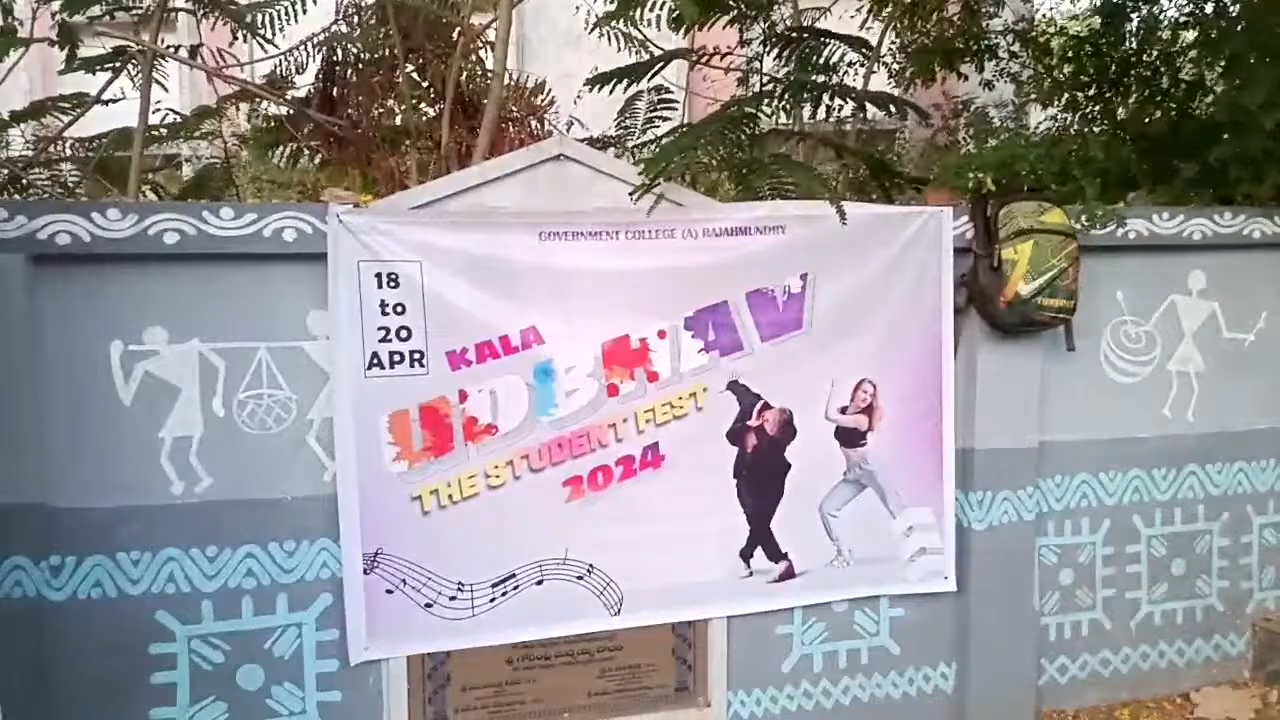 GOVERNMENT COLLEGE (A) RAJAHMUNDRY
18
to
20
APR
KALA
UDBHAV
THE STUDENT FEST
2024